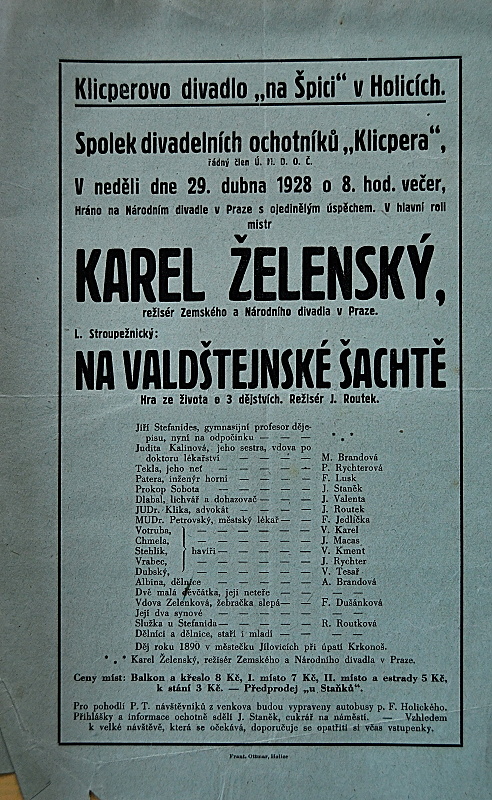 Klicperovo divadlo „na Špici“ v Holicích.
Spolek divadelních ochotníků „Klicpera“,
řádný člen Ú. M. D. O. Č.
V neděli dne 29. dubna 1928 o 8. hod. večer,
Hráno na Národním divadle v Praze s ojedinělým úspěchem. V hlavní roli
mistr
KAREL ŽELENSKÝ,
režisér Zemského a Národního divadla v Praze.
L. Stroupežnický:
NA VALDŠTEJNSKÉ ŠACHTĚ
Hra ze života o 3 dějstvích. Režisér J. Routek.
Jiří Stefanides, gymnasijní profesor děje-
pisu, nyní na odpočinku — — — * * *
Judita Kalinová, jeho sestra, vdova po
doktoru lékařství — — — — M. Brandová
Tekla, jeho neť — — — — — P. Rychterová
Patera, inženýr horní — — — — F. Lusk
Prokop Sobota — — — — — J. Staněk
Dlabal, lichvář a dohazovač — — — J. Valenta
JUDr. Klika, advokát — — — — J. Routek
MUDr. Petrovský, městský lékař — — F. Jedlička
Votruba, — — — — V. Karel
Chmela, — — — — J. Macas
Stehlík, havíři — — — — V. Kment
Vrabec, — — — — J. Rychter
Dubský, — — — — V. Tesař
Albína, dělnice — — — — — A. Brandová
Dvě malá děvčátka, její neteře — — — —
Vdova Zelenková, žebračka slepá — — F. Dušánková
Její dva synové — — — — —
Služka u Stefanida — — — — — R. Routková
Dělníci a dělnice, staří i mladí — — — —
Děj roku 1890 v městečku Jílovicích při úpatí Krkonoš.
* * * Karel Želenský, režisér Zemského a Národního divadla v Praze.
Ceny míst: Balkon a křeslo 8 Kč, I. místo 7 Kč, II. místo a estrady 5 Kč,
k stání 3 Kč. — Předprodej „u Staňků“.
Pro pohodlí P. T. návštěvníků z venkova budou vypraveny autobusy p. F. Holického.
Přihlášky a informace ochotně sdělí J. Staněk, cukrář na náměstí. — Vzhledem
k velké návštěvě, která se očekává, doporučuje se opatřiti si včas vstupenky.
Frant. Ottmar, Holice